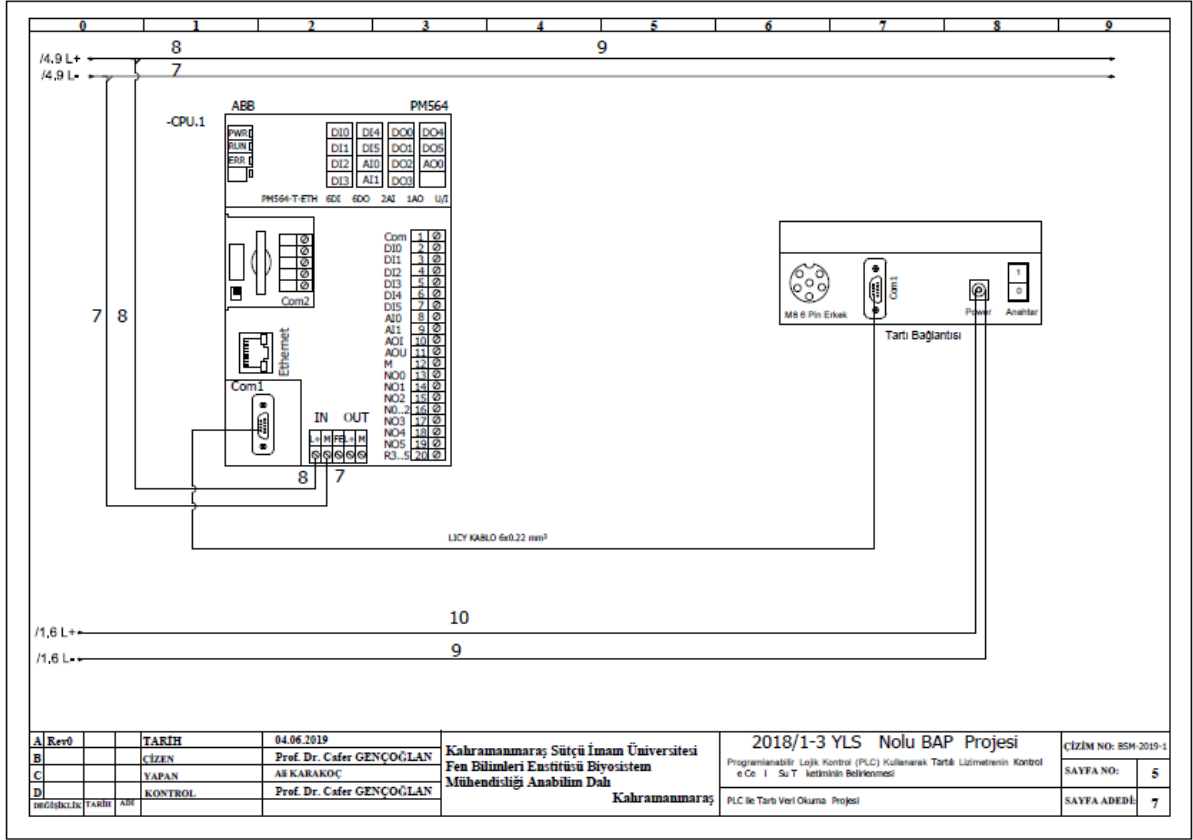 0 1 2 3 4 5 6 7 8 9
8 9
/4.9 L+
/4.9 L-
7
ABB PM564
-CPU.1
PWR DI0 DI4 DO0 DO4
RUN DI1 DI5 DO1 DO5
ERR DI2 AI0 DO2 AO0
DI3 AI1 DO3
PM564-T-ETH 6DI 6DO 2AI 1AO U/I
Com 1
DI0 2
DI1 3
DI2 4
DI3 5
DI4 6
DI5 7
AI0 8
AI1 9
AOI 10
AOU 11
M 12
NO0 13
NO1 14
NO2 15
N0..2 16
NO3 17
NO4 18
NO5 19
R3..5 20
Com2
Ethernet
Com1
7 8
IN OUT
L+ M FE L+ M
8 7
Com1
1
0
M8 6 Pin Erkek
Power
Anahtar
Tartı Bağlantısı
LICY KABLO 6x0.22 mm²
10
/1,6 L+
9
/1,6 L-
A Rev0 TARİH 04.06.2019
B ÇİZEN Prof. Dr. Cafer GENÇOĞLAN
C YAPAN Ali KARAKOÇ
D KONTROL Prof. Dr. Cafer GENÇOĞLAN
DEĞİŞİKLİK TARİH ADI
Kahramanmaraş Sütçü İmam Üniversitesi
Fen Bilimleri Enstitüsü Biyosistem
Mühendisliği Anabilim Dalı
Kahramanmaraş
2018/1-3 YLS Nolu BAP Projesi
Programlanabilir Lojik Kontrol (PLC) Kullanarak Tartılı Lizimetrenin Kontrol
e Ce l Su T ketiminin Belirlenmesi
PLC ile Tartı Veri Okuma Projesi
ÇİZİM NO: BSM-2019-1
SAYFA NO: 5
SAYFA ADEDİ: 7